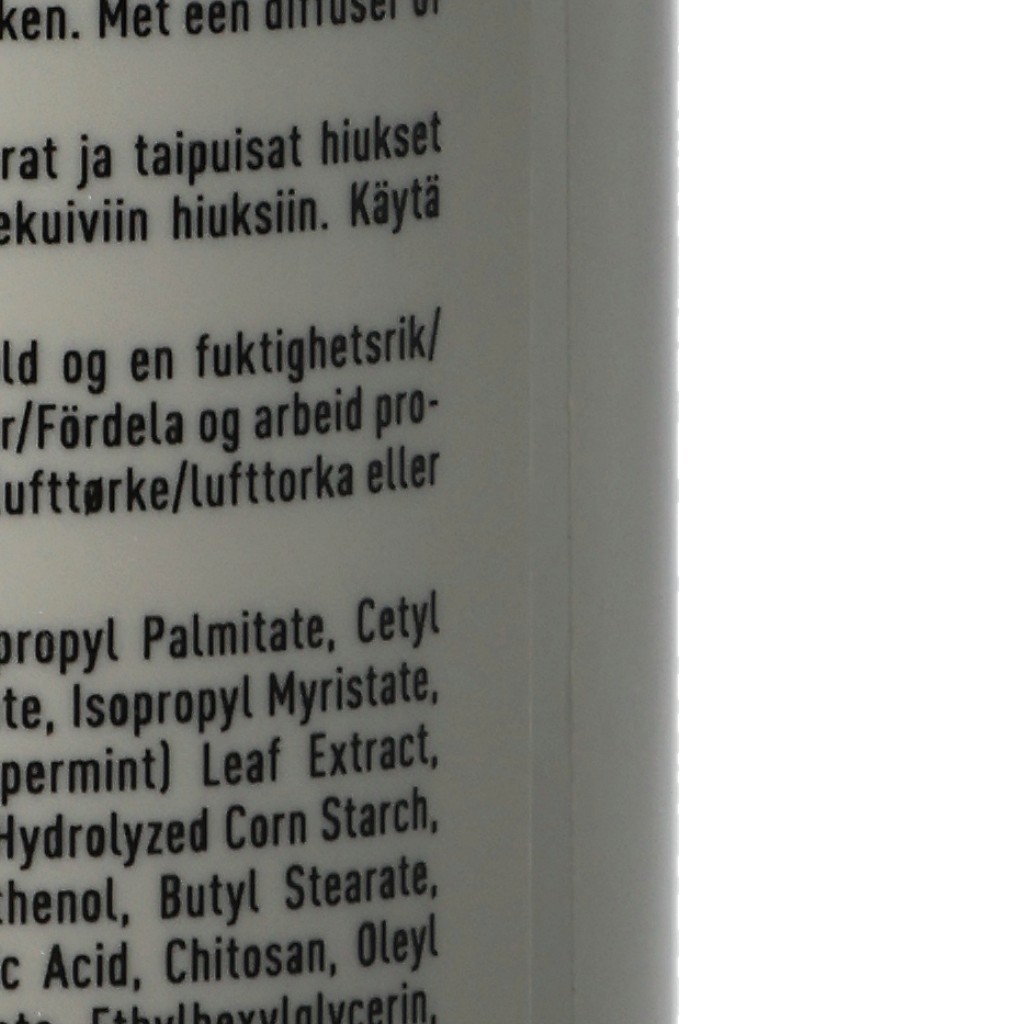 ken. Met een diffuser of
rat ja taipuisat hiukset
ekuiviin hiuksiin. Käytä
ld og en fuktighetsrik/
r/Fördela og arbeid pro-
lufttørke/lufttorka eller
propyl Palmitate, Cetyl
te, Isopropyl Myristate,
permint) Leaf Extract,
Hydrolyzed Corn Starch,
thenol, Butyl Stearate,
c Acid, Chitosan, Oleyl
Ethylhexylglycerin,